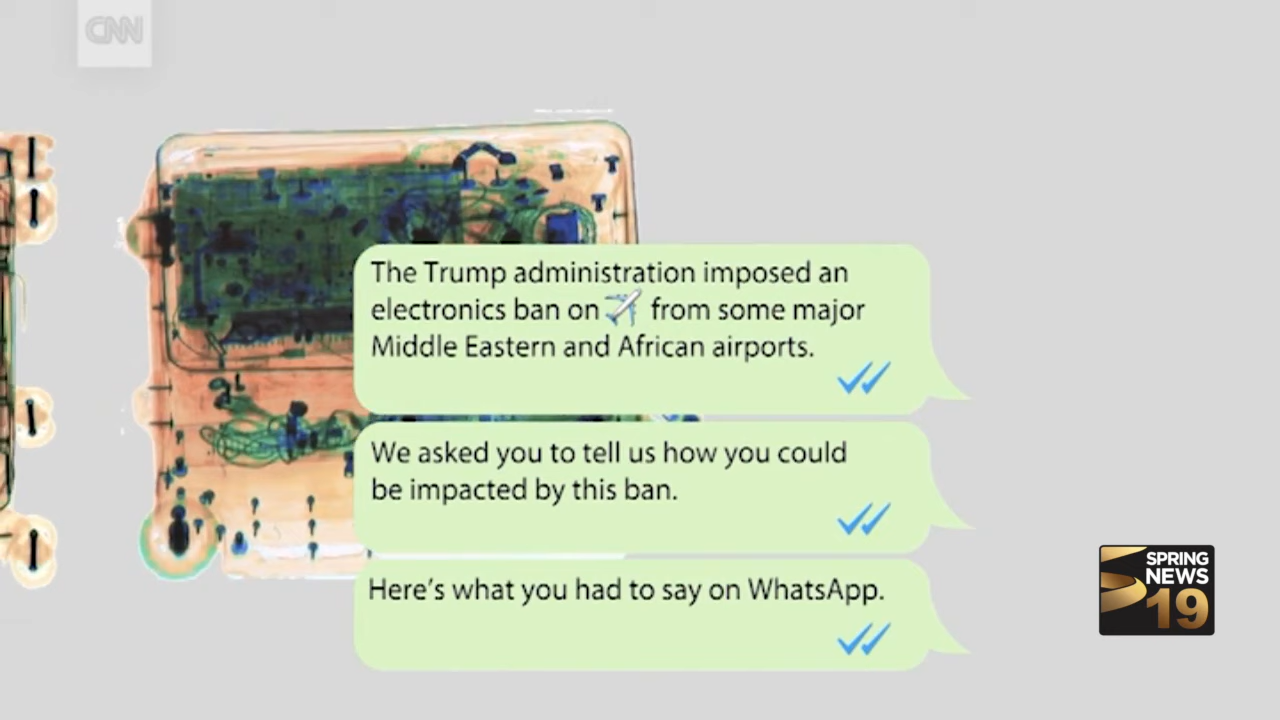 CNN
The Trump administration imposed an
electronics ban on ✈️ from some major
Middle Eastern and African airports.
We asked you to tell us how you could
be impacted by this ban.
Here's what you had to say on WhatsApp.
SPRING
NEWS
19